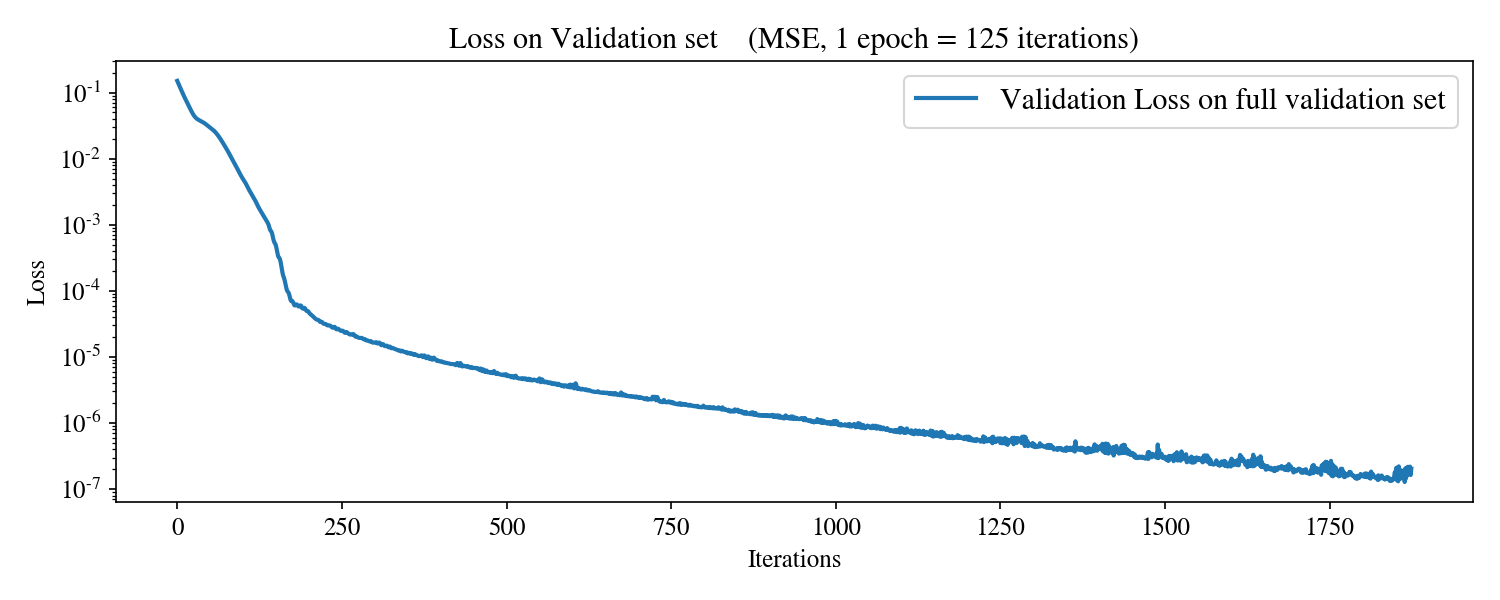 Loss on Validation set    (MSE, 1 epoch = 125 iterations)
Validation Loss on full validation set
Loss
10⁻¹
10⁻²
10⁻³
10⁻⁴
10⁻⁵
10⁻⁶
10⁻⁷
0 250 500 750 1000 1250 1500 1750
Iterations